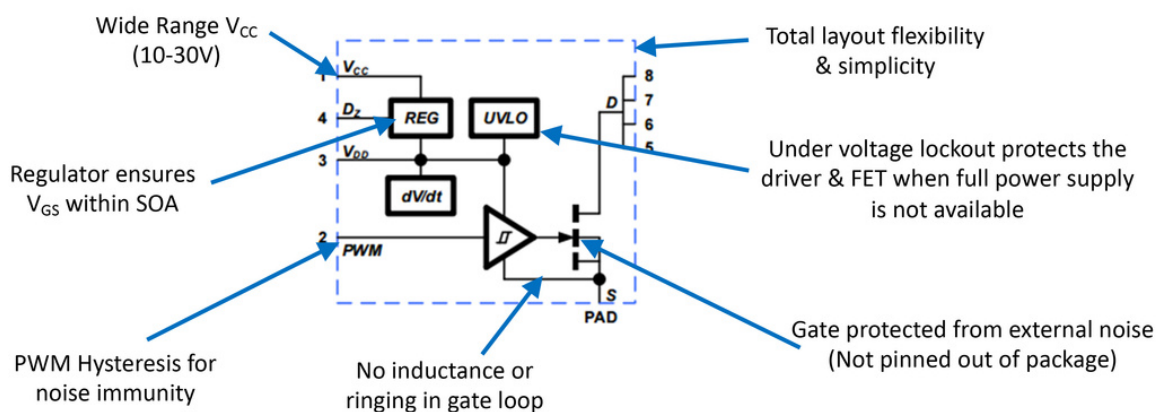 Wide Range VCC
(10-30V)
Total layout flexibility
& simplicity
1
VCC
8
D
7
4
DZ
REG
UVLO
6
5
3
VDD
Regulator ensures
VGS within SOA
dV/dt
Under voltage lockout protects the
driver & FET when full power supply
is not available
2
PWM
S
PAD
PWM Hysteresis for
noise immunity
No inductance or
ringing in gate loop
Gate protected from external noise
(Not pinned out of package)